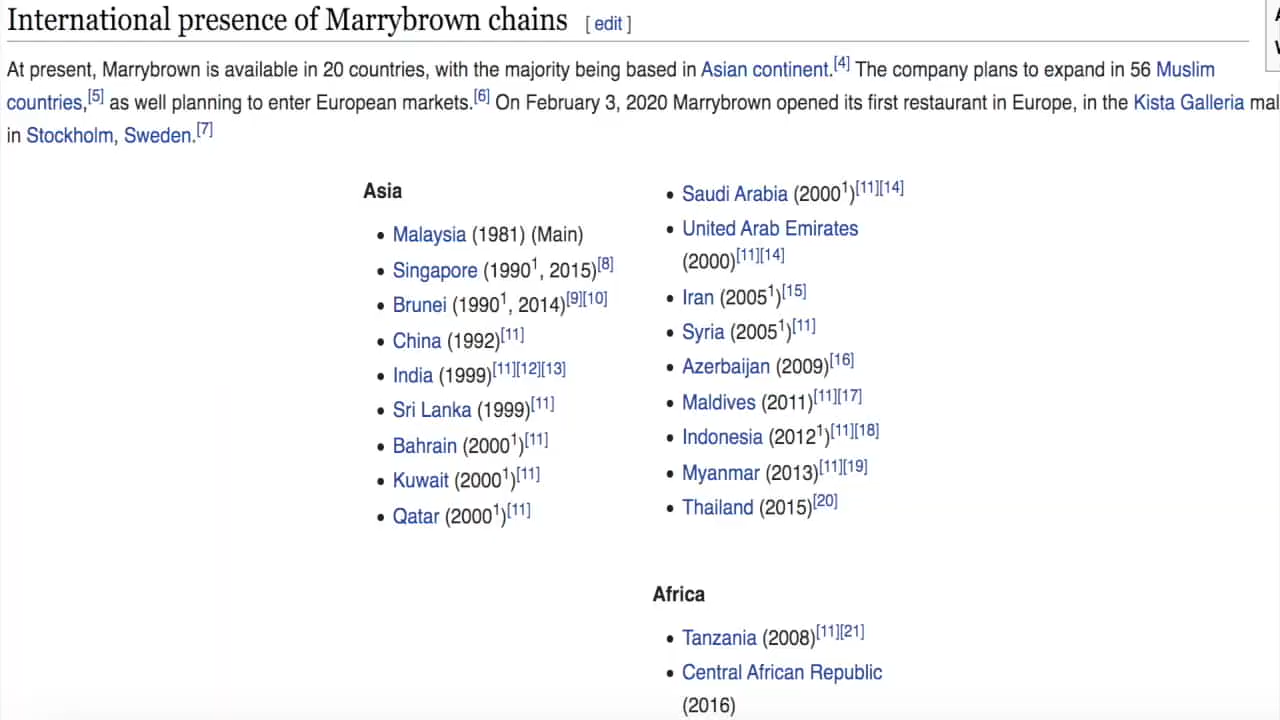 International presence of Marrybrown chains [ edit ]
At present, Marrybrown is available in 20 countries, with the majority being based in Asian continent.[4] The company plans to expand in 56 Muslim
countries,[5] as well planning to enter European markets.[6] On February 3, 2020 Marrybrown opened its first restaurant in Europe, in the Kista Galleria mal
in Stockholm, Sweden.[7]
Asia
• Malaysia (1981) (Main)
• Singapore (1990¹, 2015)[8]
• Brunei (1990¹, 2014)[9][10]
• China (1992)[11]
• India (1999)[11][12][13]
• Sri Lanka (1999)[11]
• Bahrain (2000¹)[11]
• Kuwait (2000¹)[11]
• Qatar (2000¹)[11]
• Saudi Arabia (2000¹)[11][14]
• United Arab Emirates
(2000)[11][14]
• Iran (2005¹)[15]
• Syria (2005¹)[11]
• Azerbaijan (2009)[16]
• Maldives (2011)[11][17]
• Indonesia (2012¹)[11][18]
• Myanmar (2013)[11][19]
• Thailand (2015)[20]
Africa
• Tanzania (2008)[11][21]
• Central African Republic
(2016)